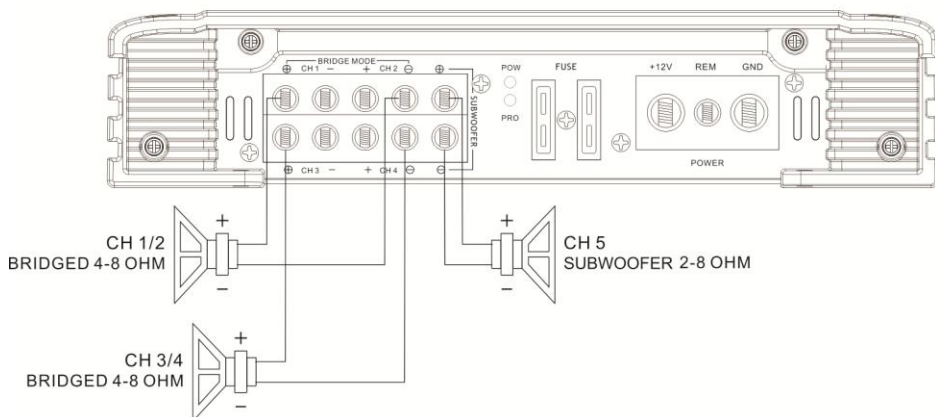 BRIDGE MODE
⊕ CH 1 − + CH 2 ⊖ ⊕
SUBWOOFER
POW
PRO
FUSE
+12V REM GND
POWER
⊕ CH 3 − + CH 4 ⊖ ⊖
+
CH 1/2
BRIDGED 4-8 OHM
−
+
CH 5
SUBWOOFER 2-8 OHM
−
+
CH 3/4
BRIDGED 4-8 OHM
−